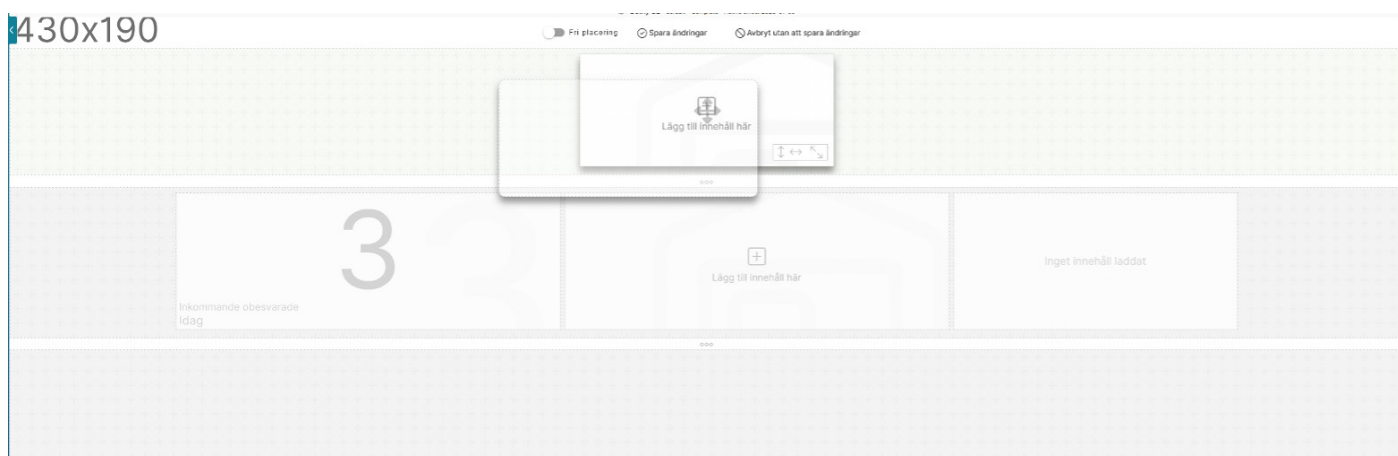 430x190
Fri placering Spara ändringar Avbryt utan att spara ändringar
Lägg till innehåll här
3
Lägg till innehåll här
Inget innehåll laddat
Inkommande obesvarade
Idag